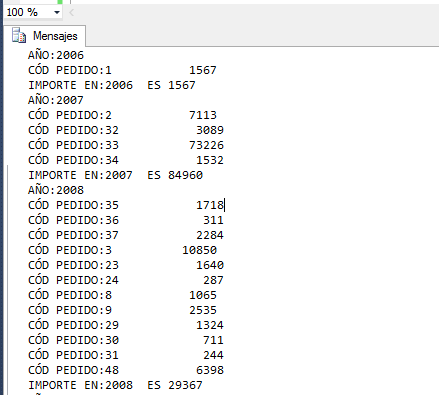 100 %
Mensajes
AÑO:2006
CÓD PEDIDO:1 1567
IMPORTE EN:2006 ES 1567
AÑO:2007
CÓD PEDIDO:2 7113
CÓD PEDIDO:32 3089
CÓD PEDIDO:33 73226
CÓD PEDIDO:34 1532
IMPORTE EN:2007 ES 84960
AÑO:2008
CÓD PEDIDO:35 1718
CÓD PEDIDO:36 311
CÓD PEDIDO:37 2284
CÓD PEDIDO:3 10850
CÓD PEDIDO:23 1640
CÓD PEDIDO:24 287
CÓD PEDIDO:8 1065
CÓD PEDIDO:9 2535
CÓD PEDIDO:29 1324
CÓD PEDIDO:30 711
CÓD PEDIDO:31 244
CÓD PEDIDO:48 6398
IMPORTE EN:2008 ES 29367